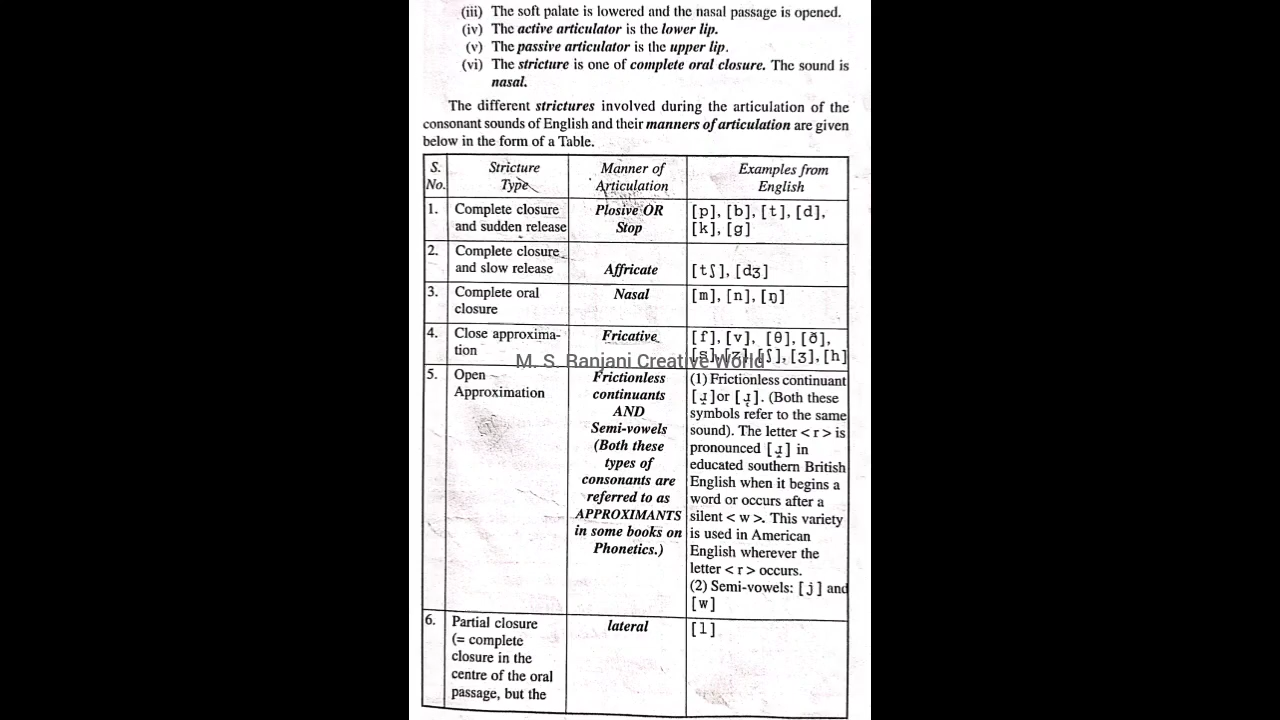 (iii) The soft palate is lowered and the nasal passage is opened.
(iv) The active articulator is the lower lip.
(v) The passive articulator is the upper lip.
(vi) The stricture is one of complete oral closure. The sound is
nasal.
The different strictures involved during the articulation of the
consonant sounds of English and their manners of articulation are given
below in the form of a Table.
S.
No.
Stricture
Type
Manner of
Articulation
Examples from
English
1.
Complete closure
and sudden release
Plosive OR
Stop
[p], [b], [t], [d],
[k], [g]
2.
Complete closure
and slow release
Affricate
[tʃ], [dʒ]
3.
Complete oral
closure
Nasal
[m], [n], [ŋ]
4.
Close approxima-
tion
Fricative
[f], [v], [θ], [ð],
[s], [z], [ʃ], [ʒ], [h]
M. S. Ranjani Creative World
5.
Open
Approximation
Frictionless
continuants
AND
Semi-vowels
(Both these
types of
consonants are
referred to as
APPROXIMANTS
in some books on
Phonetics.)
(1) Frictionless continuant
[ɹ̞] or [ɹ̞]. (Both these
symbols refer to the same
sound). The letter <r> is
pronounced [ɹ̞] in
educated southern British
English when it begins a
word or occurs after a
silent <w>. This variety
is used in American
English wherever the
letter <r> occurs.
(2) Semi-vowels: [j] and
[w]
6.
Partial closure
(= complete
closure in the
centre of the oral
passage, but the
lateral
[l]